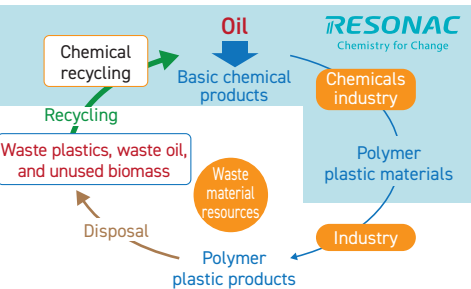 Oil
RESONAC
Chemistry for Change
Chemical
recycling
Basic chemical
products
Chemicals
industry
Recycling
Waste plastics, waste oil,
and unused biomass
Polymer
plastic materials
Waste
material
resources
Disposal
Industry
Polymer
plastic products